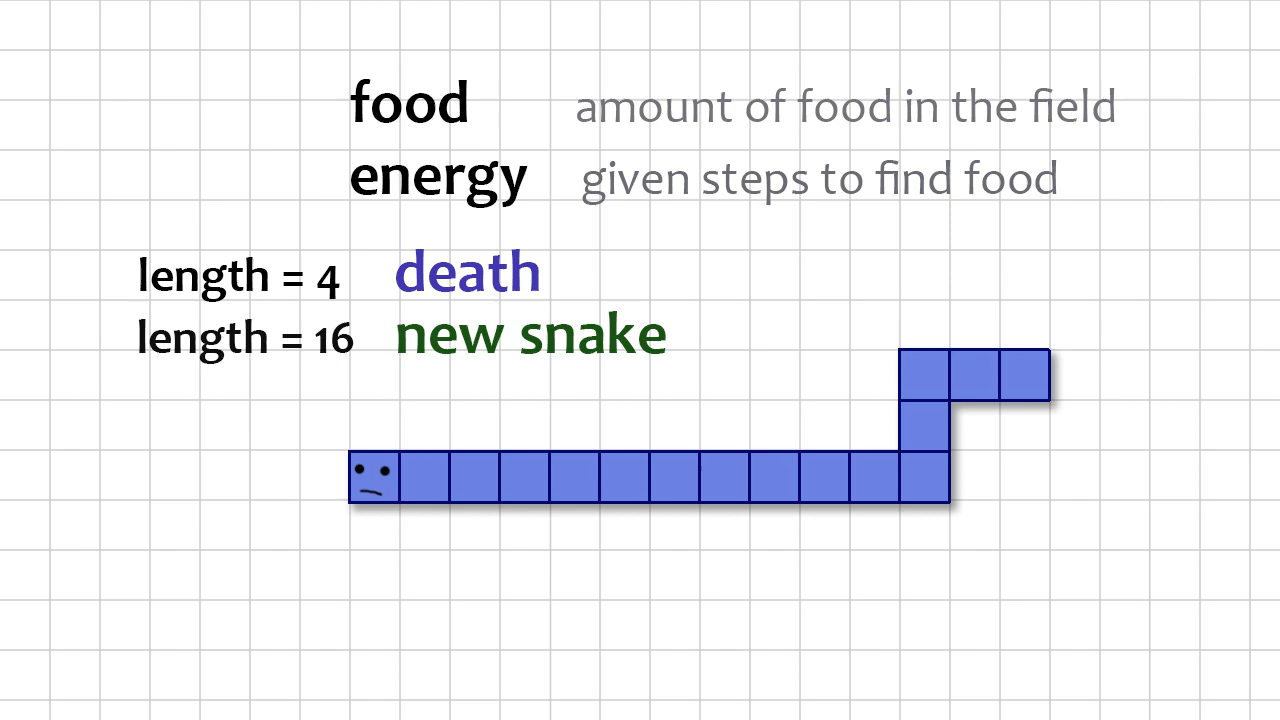 food amount of food in the field
energy given steps to find food
length = 4 death
length = 16 new snake